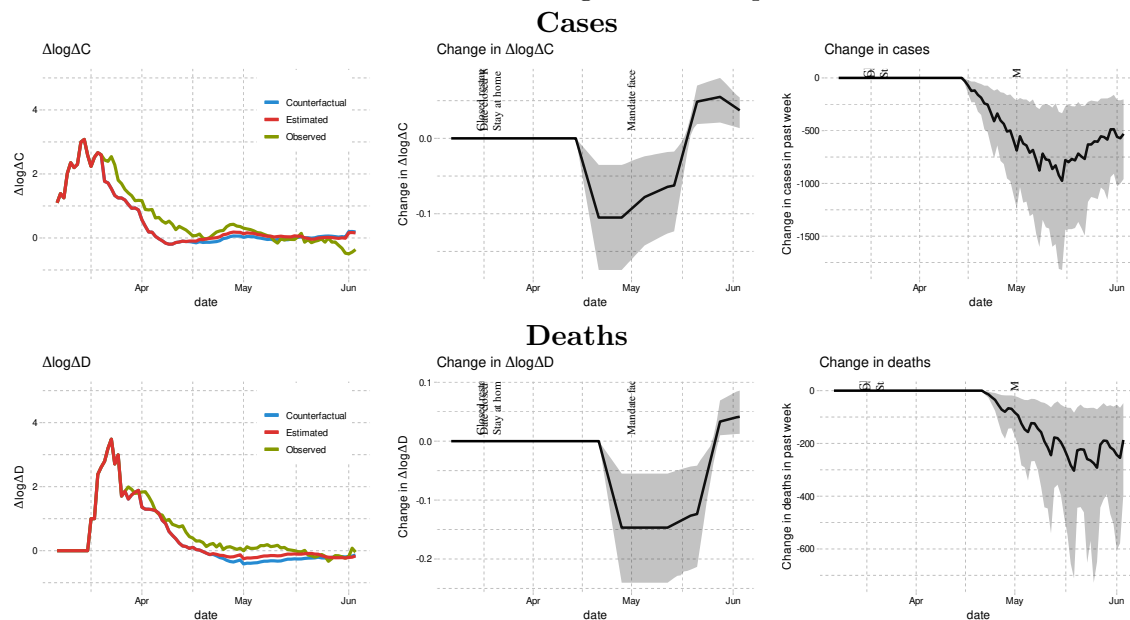 Cases
ΔlogΔC
Counterfactual
Estimated
Observed
4
2
0
ΔlogΔC
Apr
May
Jun
date
Change in ΔlogΔC
Stay at home
Mandate face
0.0
-0.1
Change in ΔlogΔC
Apr
May
Jun
date
Change in cases
St
M
0
-500
-1000
-1500
Change in cases in past week
Apr
May
Jun
date
Deaths
ΔlogΔD
Counterfactual
Estimated
Observed
4
2
0
ΔlogΔD
Apr
May
Jun
date
Change in ΔlogΔD
Stay at hom
Mandate fac
0.1
0.0
-0.1
-0.2
Change in ΔlogΔD
Apr
May
Jun
date
Change in deaths
St
M
0
-200
-400
-600
Change in deaths in past week
Apr
May
Jun
date